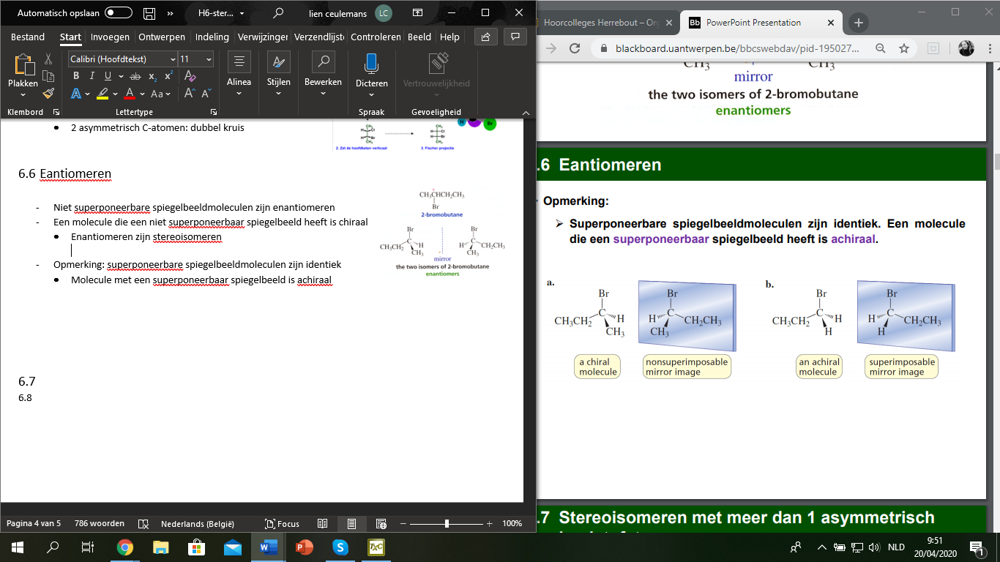 Automatisch opslaan
H6-ster...
lien ceulemans
LC
Bestand Start Invoegen Ontwerpen Indeling Verwijzingen Verzendlijsten Controleren Beeld Help
Calibri (Hoofdtekst) 11
Plakken
B I U ab x₂ x²
A A Aa A A
Alinea
Stijlen
Bewerken
Dicteren
Vertrouwelijkheid
Klembord
Lettertype
Spraak
Gevoeligheid
• 2 asymmetrisch C-atomen: dubbel kruis
2. Zet de hoofdketen verticaal
3. Fischer projectie
6.6 Eantiomeren
- Niet superponeerbare spiegelbeeldmoleculen zijn enantiomeren
- Een molecule die een niet superponeerbaar spiegelbeeld heeft is chiraal
• Enantiomeren zijn stereoisomeren
- Opmerking: superponeerbare spiegelbeeldmoleculen zijn identiek
• Molecule met een superponeerbaar spiegelbeeld is achiraal
CH₃CHCH₂CH₃
Br
2-bromobutane
Br Br
CH₃CH₂ C H H C CH₂CH₃
CH₃ CH₃
mirror
the two isomers of 2-bromobutane
enantiomers
6.7
6.8
Pagina 4 van 5 786 woorden Nederlands (België) Focus 100%
Hoorcolleges Herrebout – Org
Bb PowerPoint Presentation
blackboard.uantwerpen.be/bbcswebdav/pid-195027...
CH₃ CH₃
mirror
the two isomers of 2-bromobutane
enantiomers
.6 Eantiomeren
Opmerking:
Superponeerbare spiegelbeeldmoleculen zijn identiek. Een molecule
die een superponeerbaar spiegelbeeld heeft is achiraal.
a.
Br Br
CH₃CH₂ C H H C CH₂CH₃
CH₃ CH₃
a chiral
molecule
nonsuperimposable
mirror image
b.
Br Br
CH₃CH₂ C H H C CH₂CH₃
H H
an achiral
molecule
superimposable
mirror image
.7 Stereoisomeren met meer dan 1 asymmetrisch
NLD
9:51
20/04/2020
1